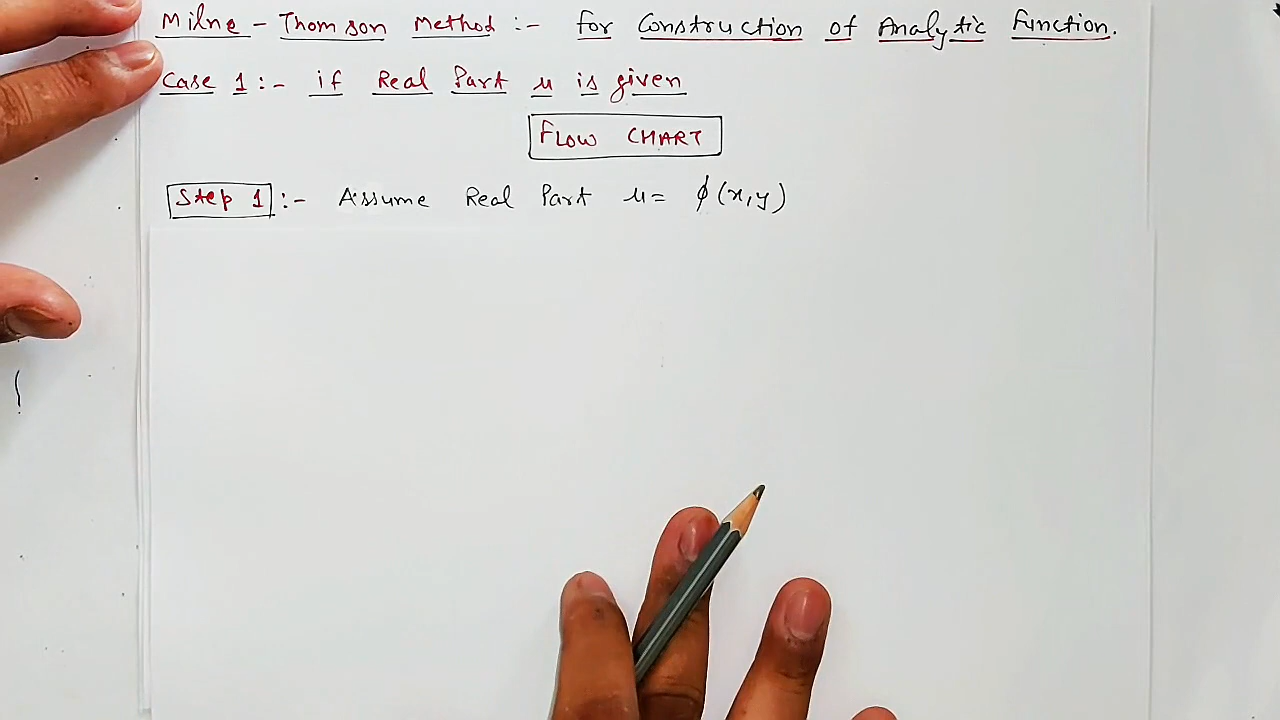 Milne - Thomson Method :- for Construction of Analytic Function.
Case 1 :- if Real Part u is given
FLOW CHART
Step 1 :- Assume Real Part u = ϕ(x,y)